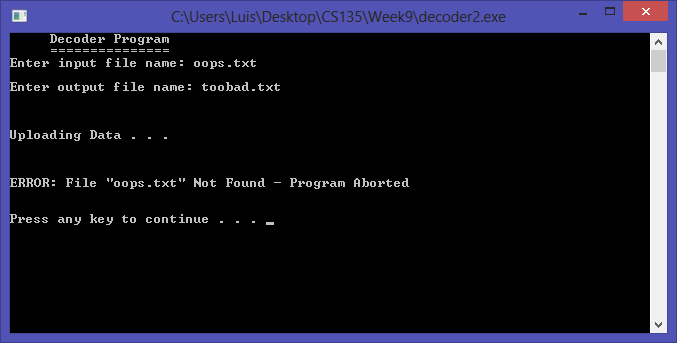 C:\Users\Luis\Desktop\CS135\Week9\decoder2.exe
Decoder Program
===============
Enter input file name: oops.txt
Enter output file name: toobad.txt
Uploading Data . . .
ERROR: File "oops.txt" Not Found - Program Aborted
Press any key to continue . . . _